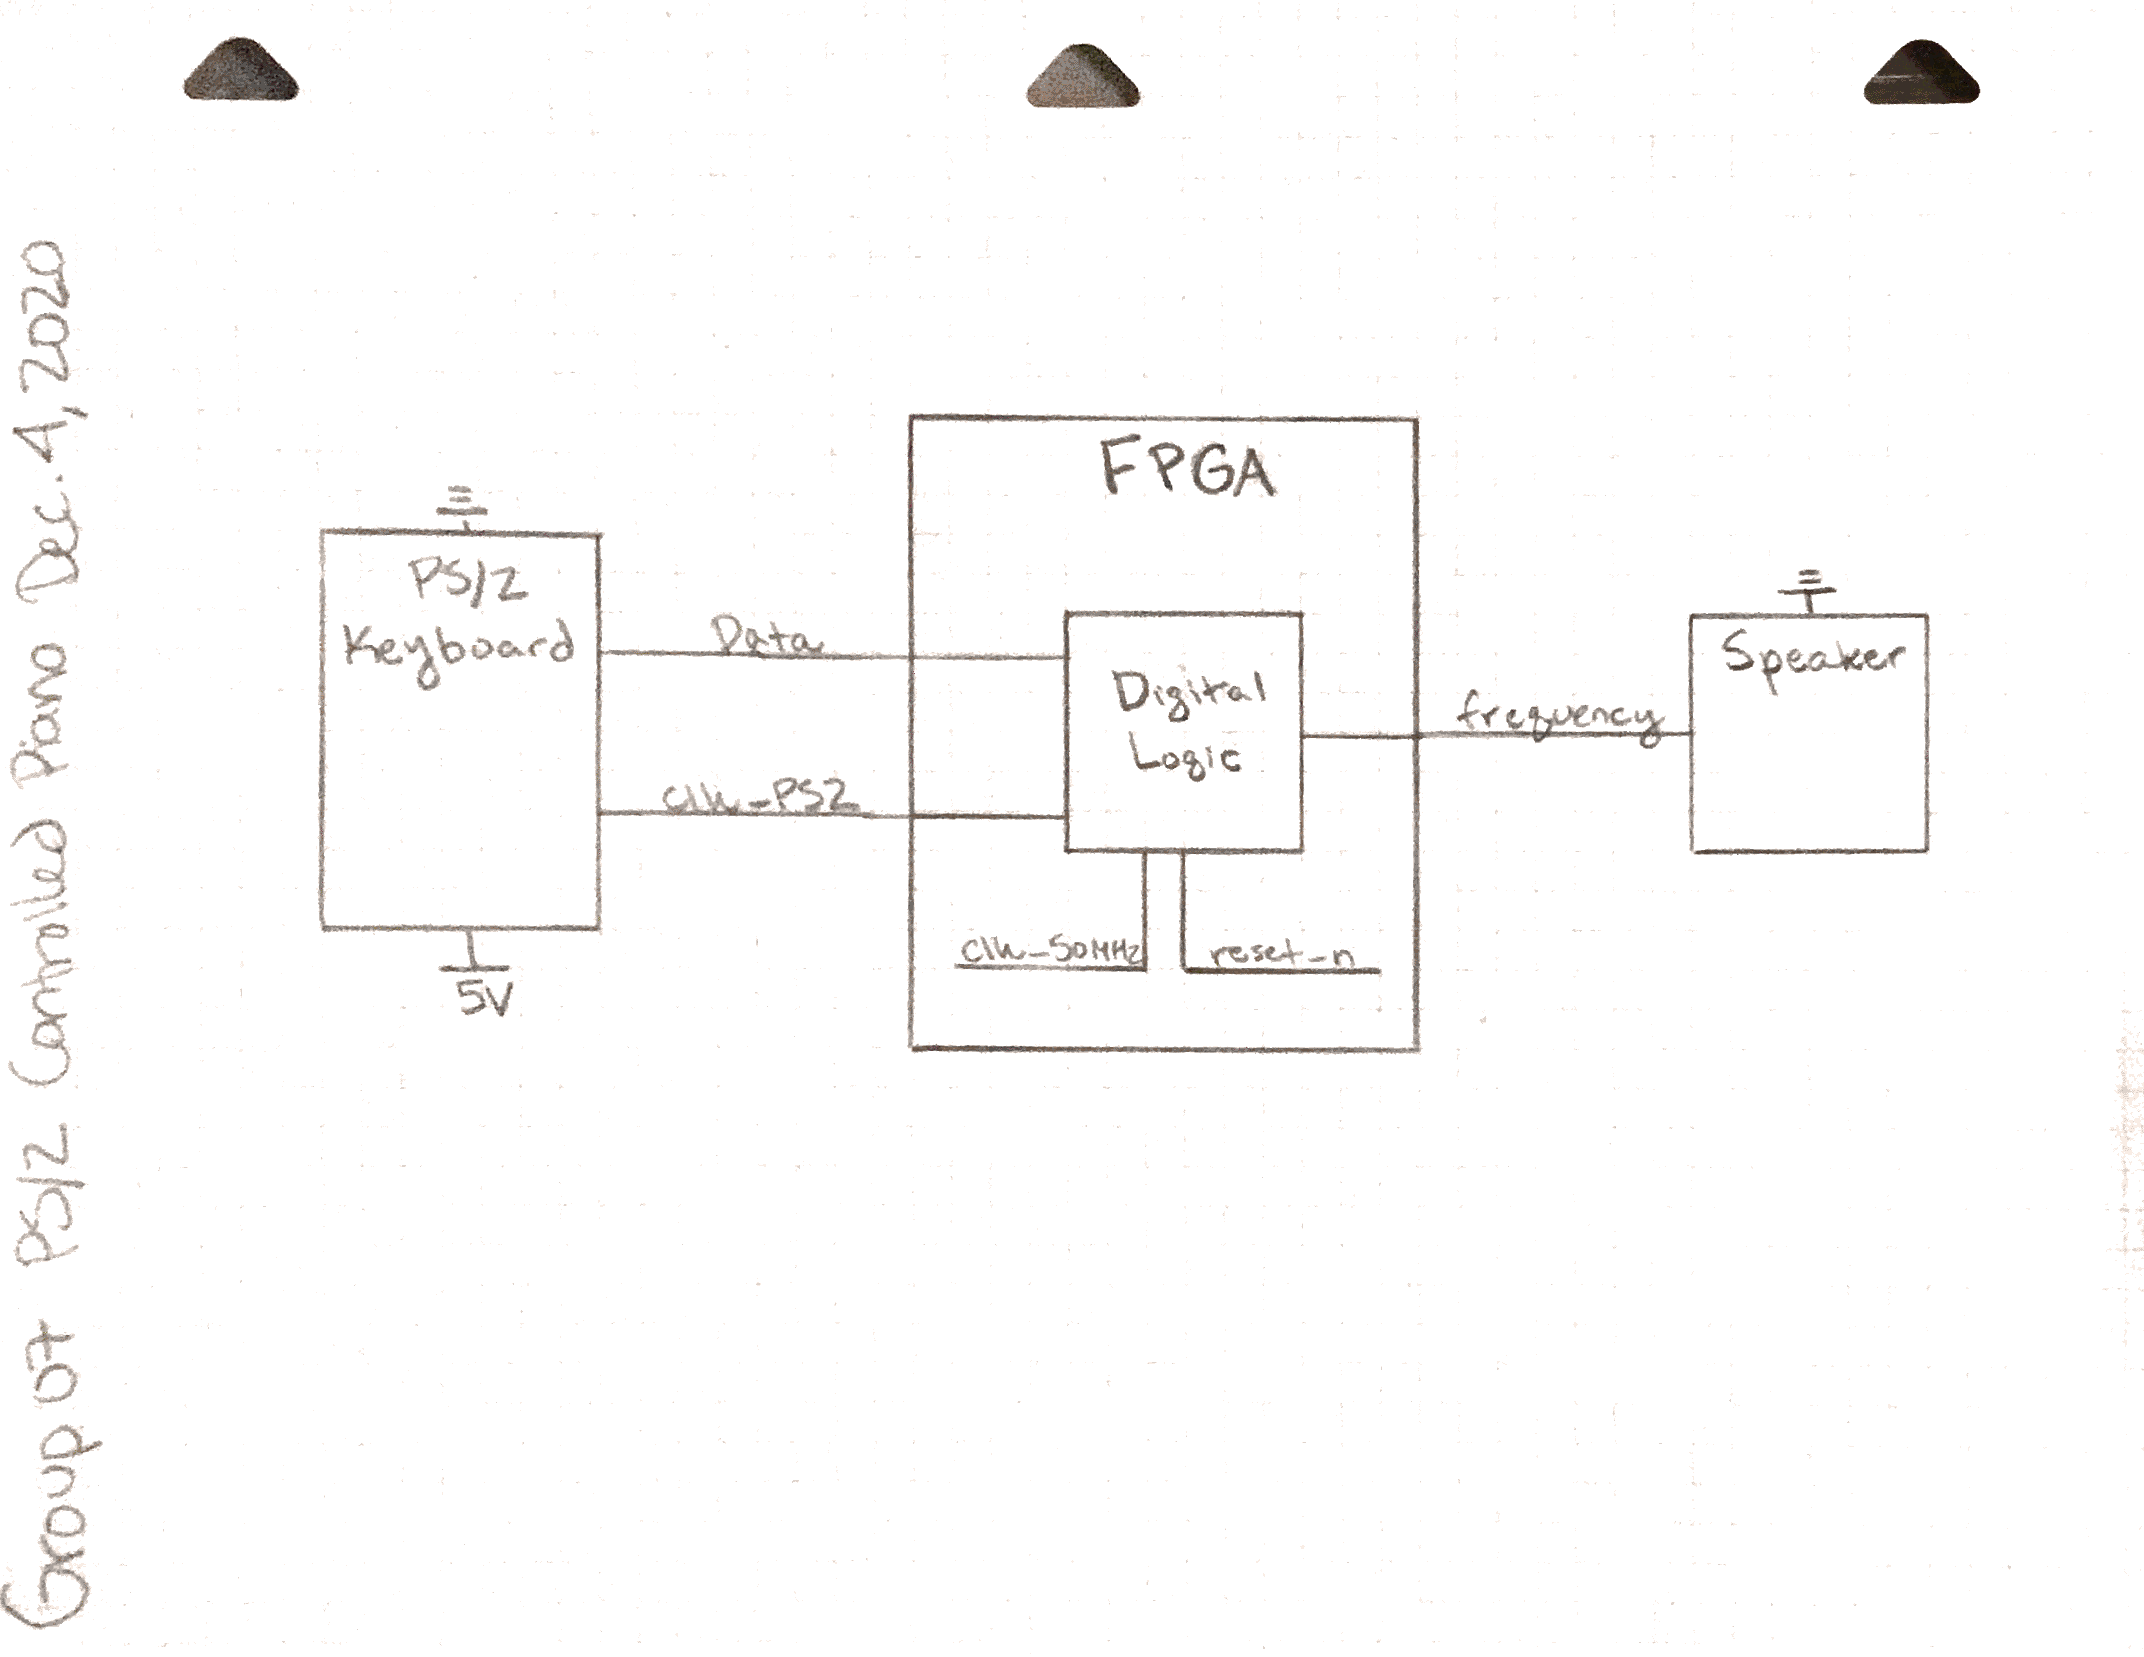 Group 07 PS/2 Controlled Piano Dec. 4, 2020
FPGA
PS/2
Keyboard
Data
clk_PS2
5V
Digital
Logic
clk_50MHz
reset_n
frequency
Speaker